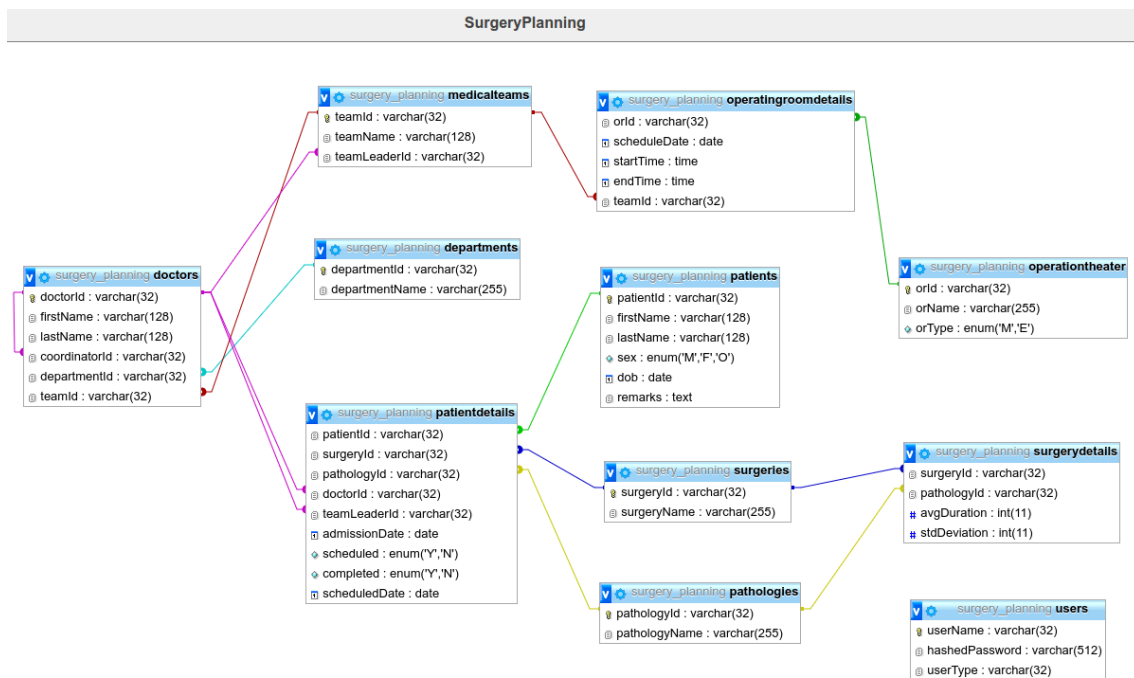 SurgeryPlanning
surgery_planning medicalteams
teamId : varchar(32)
teamName : varchar(128)
teamLeaderId : varchar(32)
surgery_planning operatingroomdetails
orId : varchar(32)
scheduleDate : date
startTime : time
endTime : time
teamId : varchar(32)
surgery_planning departments
departmentId : varchar(32)
departmentName : varchar(255)
surgery_planning doctors
doctorId : varchar(32)
firstName : varchar(128)
lastName : varchar(128)
coordinatorId : varchar(32)
departmentId : varchar(32)
teamId : varchar(32)
surgery_planning patients
patientId : varchar(32)
firstName : varchar(128)
lastName : varchar(128)
sex : enum('M','F','O')
dob : date
remarks : text
surgery_planning operationtheater
orId : varchar(32)
orName : varchar(255)
orType : enum('M','E')
surgery_planning patientdetails
patientId : varchar(32)
surgeryId : varchar(32)
pathologyId : varchar(32)
doctorId : varchar(32)
teamLeaderId : varchar(32)
admissionDate : date
scheduled : enum('Y','N')
completed : enum('Y','N')
scheduledDate : date
surgery_planning surgeries
surgeryId : varchar(32)
surgeryName : varchar(255)
surgery_planning surgerydetails
surgeryId : varchar(32)
pathologyId : varchar(32)
# avgDuration : int(11)
# stdDeviation : int(11)
surgery_planning pathologies
pathologyId : varchar(32)
pathologyName : varchar(255)
surgery_planning users
userName : varchar(32)
hashedPassword : varchar(512)
userType : varchar(32)